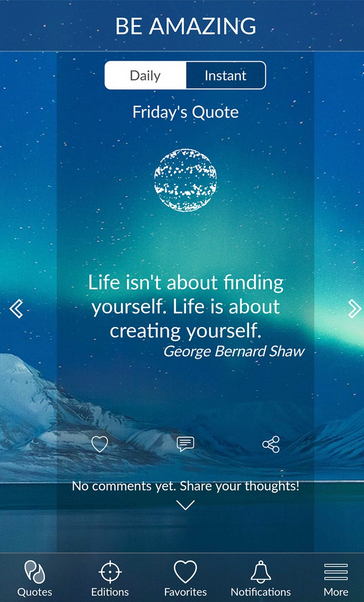 BE AMAZING
Daily Instant
Friday's Quote
Life isn't about finding
yourself. Life is about
creating yourself.
George Bernard Shaw
No comments yet. Share your thoughts!
Quotes Editions Favorites Notifications More